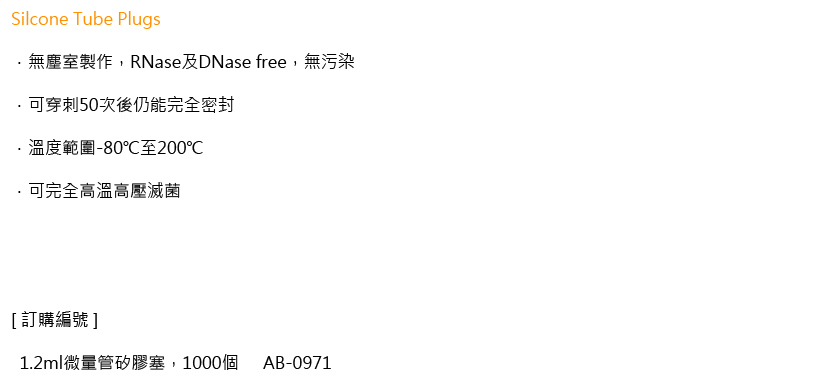 Silcone Tube Plugs
．無塵室製作，RNase及DNase free，無污染
．可穿刺50次後仍能完全密封
．溫度範圍-80℃至200℃
．可完全高溫高壓滅菌
[ 訂購編號 ]
1.2ml微量管矽膠塞，1000個 AB-0971